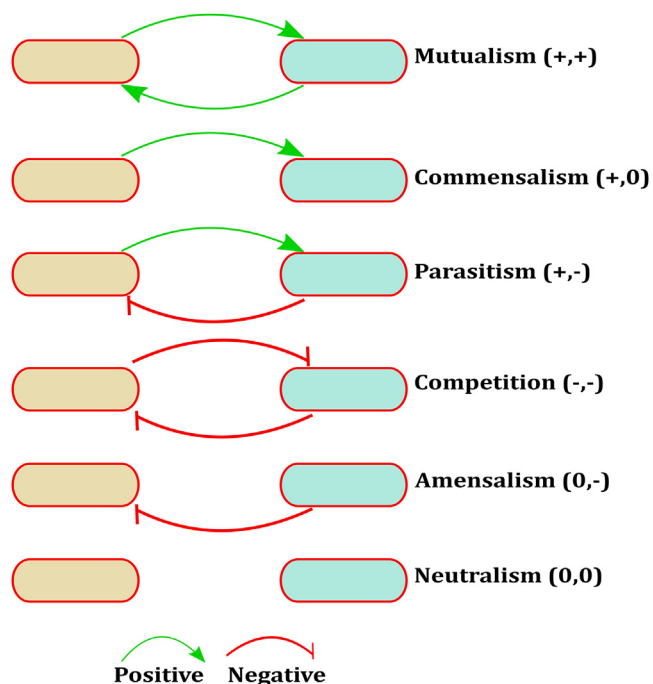 Mutualism (+,+)
Commensalism (+,0)
Parasitism (+,-)
Competition (-,-)
Amensalism (0,-)
Neutralism (0,0)
Positive Negative